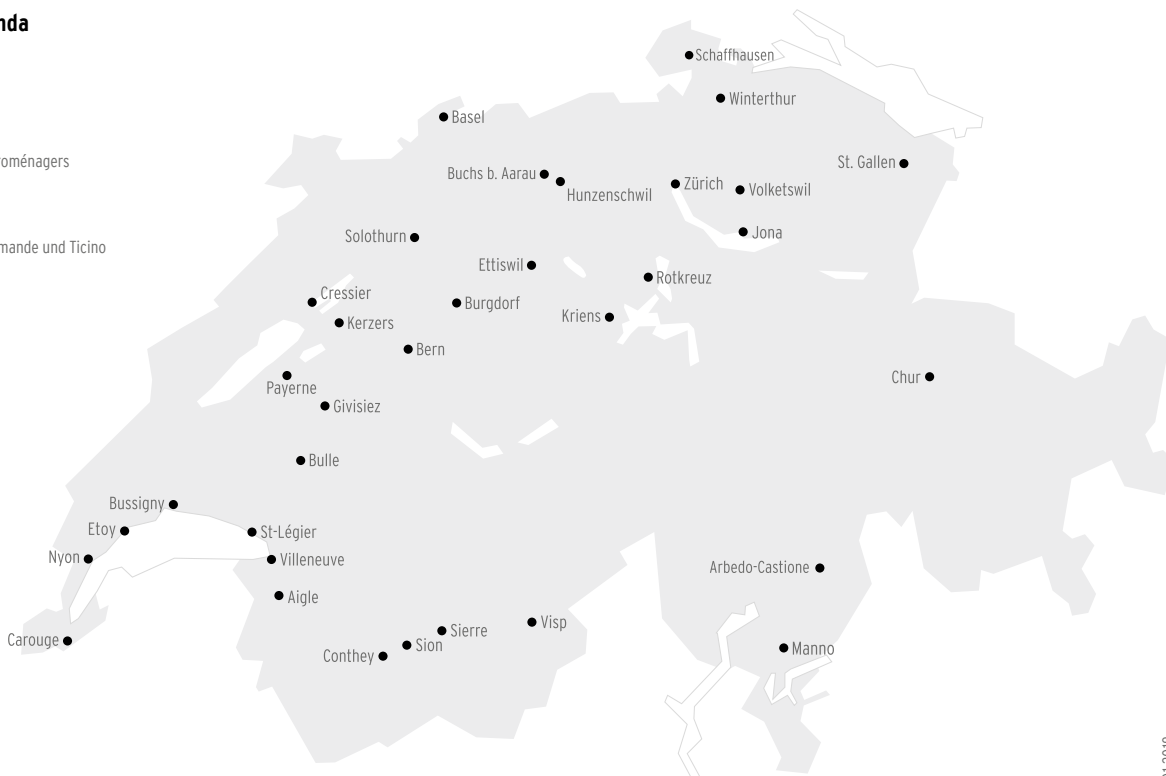 nda
Schaffhausen
Winterthur
Basel
roménagers
St. Gallen
Buchs b. Aarau
Hunzenschwil
Zürich
Volketswil
Jona
mande und Ticino
Solothurn
Ettiswil
Rotkreuz
Cressier
Burgdorf
Kriens
Kerzers
Bern
Payerne
Chur
Givisiez
Bulle
Bussigny
Etoy
St-Légier
Nyon
Villeneuve
Arbedo-Castione
Aigle
Visp
Sierre
Carouge
Sion
Conthey
Manno